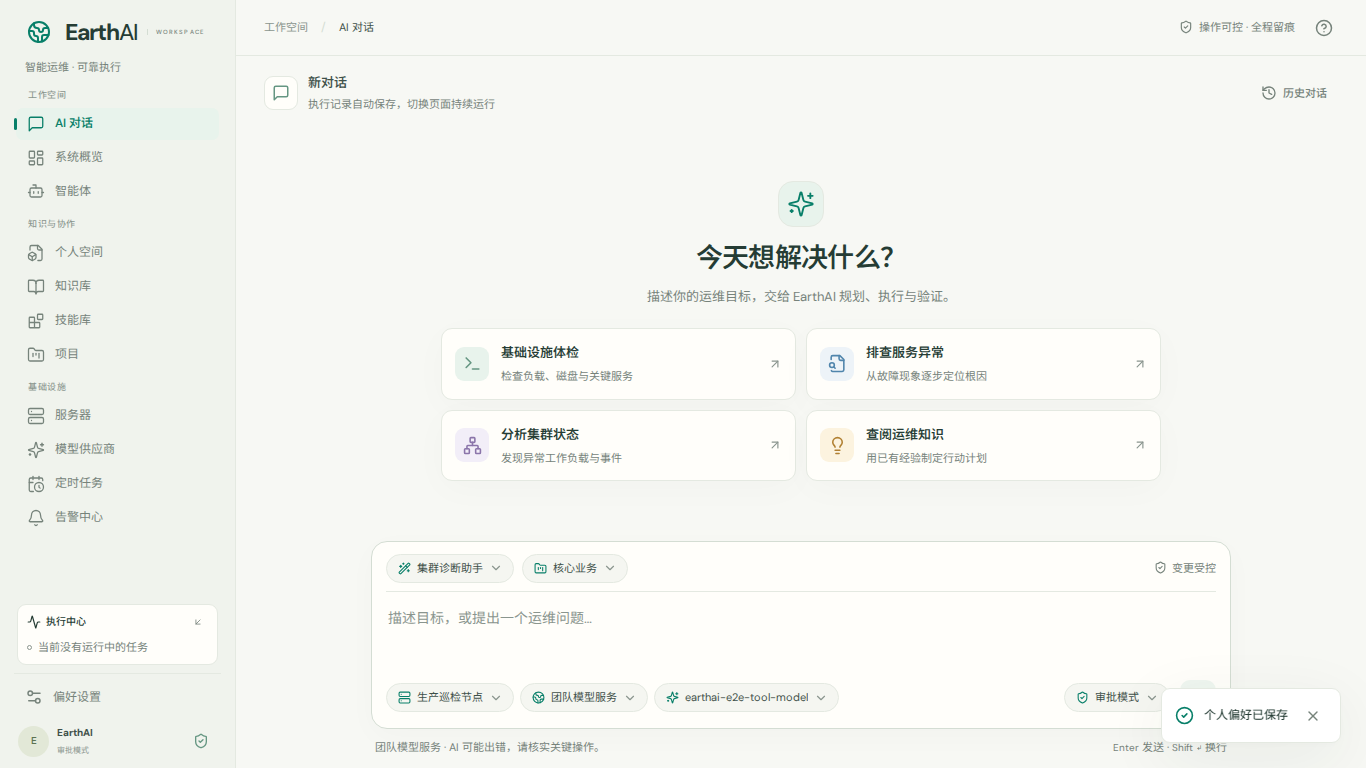 EarthAI WORKSPACE
智能运维 · 可靠执行
工作空间
AI 对话
系统概览
智能体
知识与协作
个人空间
知识库
技能库
项目
基础设施
服务器
模型供应商
定时任务
告警中心
执行中心
当前没有运行中的任务
偏好设置
E
EarthAI
审批模式
工作空间 / AI 对话
操作可控 · 全程留痕
新对话
执行记录自动保存，切换页面持续运行
历史对话
今天想解决什么？
描述你的运维目标，交给 EarthAI 规划、执行与验证。
基础设施体检
检查负载、磁盘与关键服务
排查服务异常
从故障现象逐步定位根因
分析集群状态
发现异常工作负载与事件
查阅运维知识
用已有经验制定行动计划
集群诊断助手 核心业务 变更受控
描述目标，或提出一个运维问题…
生产巡检节点 团队模型服务 earthai-e2e-tool-model 审批模式
个人偏好已保存
团队模型服务 · AI 可能出错，请核实关键操作。
Enter 发送 · Shift ↵ 换行